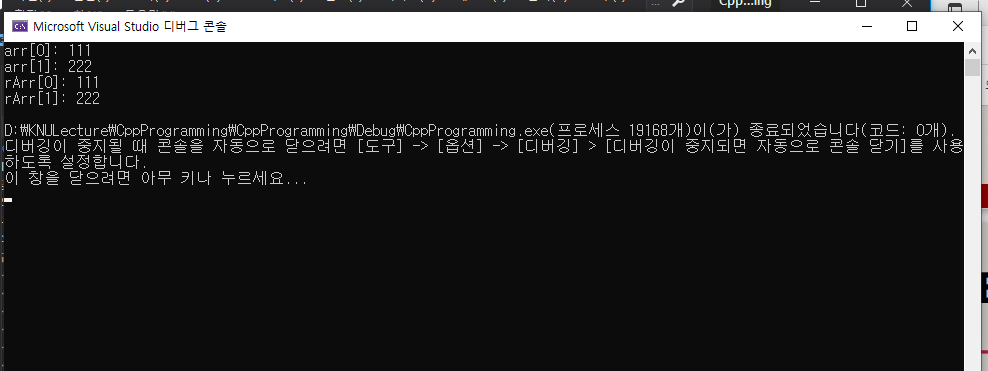 Cpp...ing
Microsoft Visual Studio 디버그 콘솔
arr[0]: 111
arr[1]: 222
rArr[0]: 111
rArr[1]: 222
D:\KNULecture\CppProgramming\CppProgramming\Debug\CppProgramming.exe(프로세스 19168개)이(가) 종료되었습니다(코드: 0개).
디버깅이 중지될 때 콘솔을 자동으로 닫으려면 [도구] -> [옵션] -> [디버깅] > [디버깅이 중지되면 자동으로 콘솔 닫기]를 사용
하도록 설정합니다.
이 창을 닫으려면 아무 키나 누르세요...